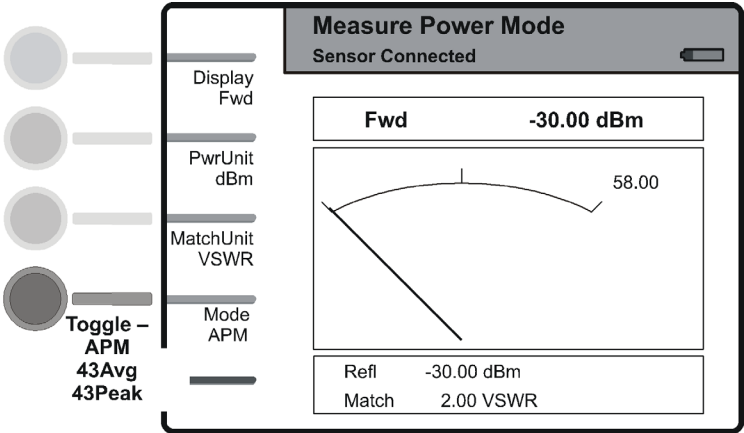 Measure Power Mode
Sensor Connected
Display
Fwd
PwrUnit
dBm
MatchUnit
VSWR
Mode
APM
Toggle –
APM
43Avg
43Peak
Fwd -30.00 dBm
58.00
Refl -30.00 dBm
Match 2.00 VSWR